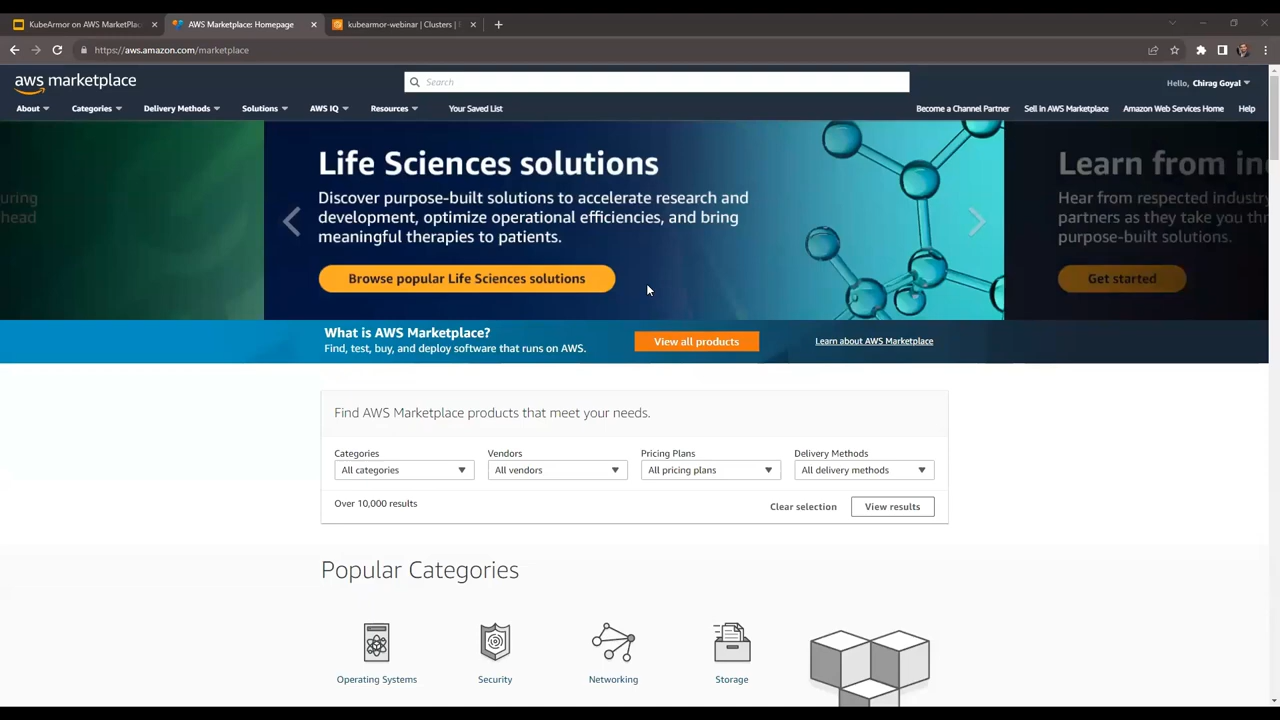 KubeArmor on AWS MarketPlac
AWS Marketplace: Homepage
kubearmor-webinar | Clusters |
https://aws.amazon.com/marketplace
aws marketplace
Search
Hello, Chirag Goyal
About
Categories
Delivery Methods
Solutions
AWS IQ
Resources
Your Saved List
Become a Channel Partner
Sell in AWS Marketplace
Amazon Web Services Home
Help
uring
head
Life Sciences solutions
Discover purpose-built solutions to accelerate research and
development, optimize operational efficiencies, and bring
meaningful therapies to patients.
Browse popular Life Sciences solutions
Learn from in
Hear from respected industry
partners as they take you thr
purpose-built solutions.
Get started
What is AWS Marketplace?
Find, test, buy, and deploy software that runs on AWS.
View all products
Learn about AWS Marketplace
Find AWS Marketplace products that meet your needs.
Categories
All categories
Vendors
All vendors
Pricing Plans
All pricing plans
Delivery Methods
All delivery methods
Over 10,000 results
Clear selection
View results
Popular Categories
Operating Systems
Security
Networking
Storage